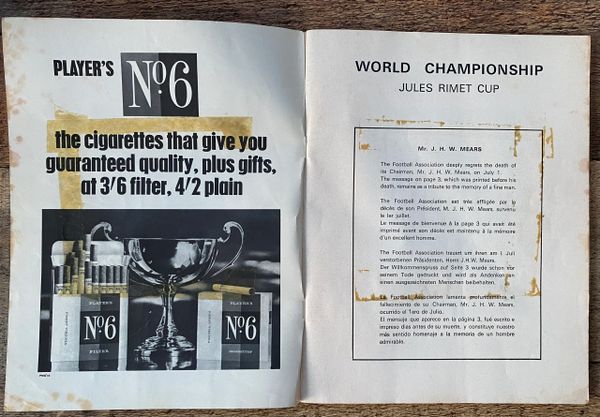 PLAYER'S
No6
the cigarettes that give you
guaranteed quality, plus gifts,
at 3/6 filter, 4/2 plain
PLAYER'S
No6
FILTER
PLAYER'S
No6
WORLD CHAMPIONSHIP
JULES RIMET CUP
Mr. J. H. W. MEARS
The Football Association deeply regrets the death of
its Chairman, Mr. J. H. W. Mears, on July 1.
The message on page 3, which was printed before his
death, remains as a tribute to the memory of a fine man.
The Football Association est très affligée par le
décès de son Président, M. J. H. W. Mears, survenu
le 1er juillet.
Le message de bienvenue à la page 3 qui avait été
imprimé avant son décès est maintenu à la mémoire
d'un excellent homme.
The Football Association trauert um ihren am 1. Juli
verstorbenen Präsidenten, Herrn J.H.W. Mears.
Der Willkommensgruss auf Seite 3 wurde schon vor
seinem Tode gedruckt und wird als Andenken an
einen ausgezeichneten Menschen beibehalten.
La Football Association lamenta profundamente el
fallecimiento de su Chairman, Mr. J. H. W. Mears,
ocurrido el 1ero de Julio.
El mensaje que aparece en la página 3, fué escrito e
impreso dias antes de su muerte, y constituye nuestro
más sentido homenaje a la memoria de un hombre
admirable.